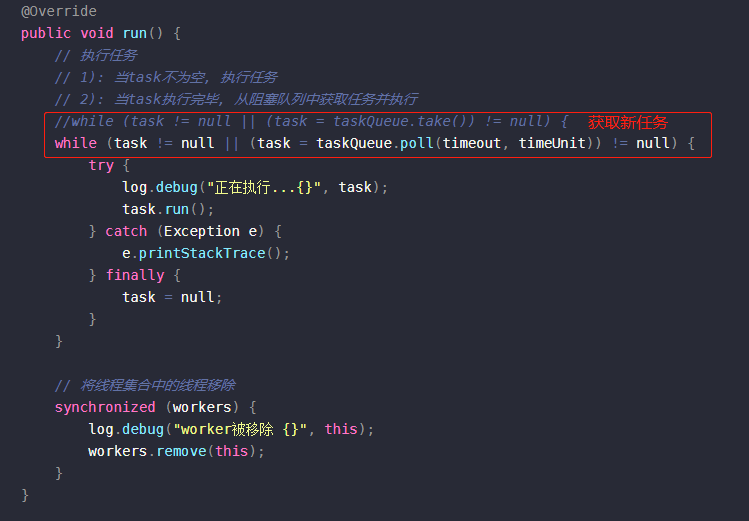 @Override
public void run() {
// 执行任务
// 1): 当task不为空, 执行任务
// 2): 当task执行完毕, 从阻塞队列中获取任务并执行
//while (task != null || (task = taskQueue.take()) != null) { 获取新任务
while (task != null || (task = taskQueue.poll(timeout, timeUnit)) != null) {
try {
log.debug("正在执行...{}", task);
task.run();
} catch (Exception e) {
e.printStackTrace();
} finally {
task = null;
}
}
// 将线程集合中的线程移除
synchronized (workers) {
log.debug("worker被移除 {}", this);
workers.remove(this);
}
}